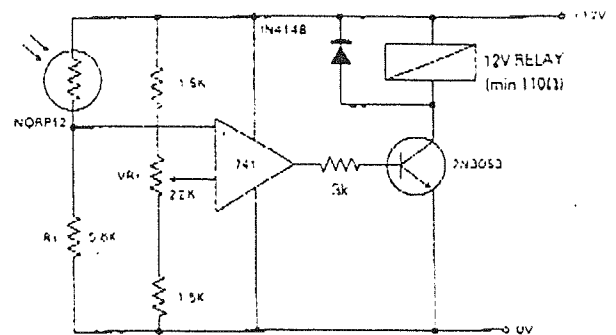 +12V
1N4148
12V RELAY
(min 110Ω)
1.5K
NORP12
741
2N3053
VR1
22K
3k
R1 5.6K
1.5K
0V